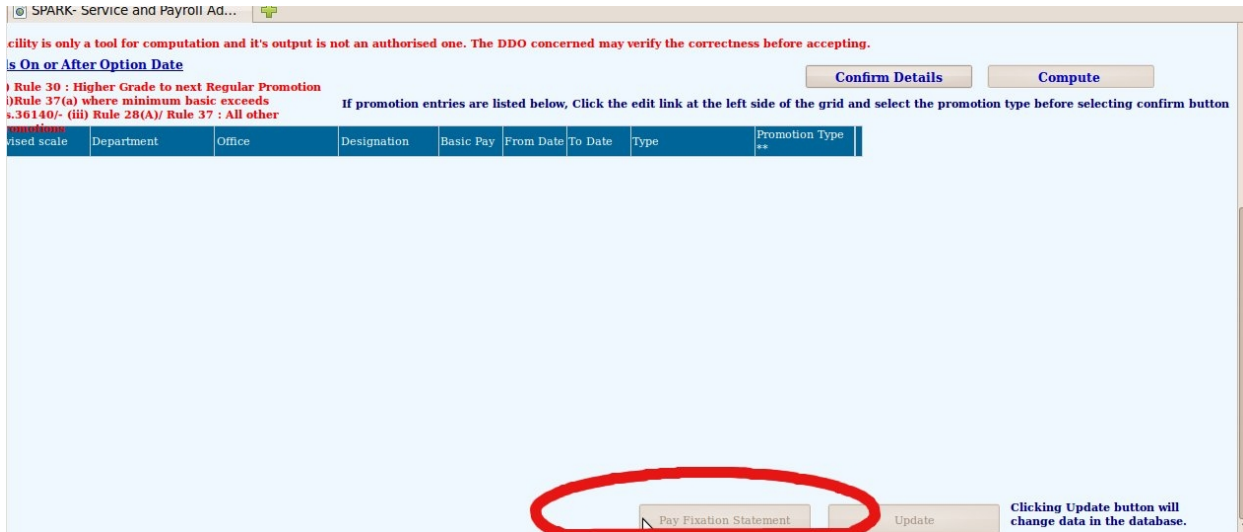 SPARK- Service and Payroll Ad...
cility is only a tool for computation and it's output is not an authorised one. The DDO concerned may verify the correctness before accepting.
ls On or After Option Date
) Rule 30 : Higher Grade to next Regular Promotion
i)Rule 37(a) where minimum basic exceeds
s.36140/- (iii) Rule 28(A)/ Rule 37 : All other
Confirm Details
Compute
If promotion entries are listed below, Click the edit link at the left side of the grid and select the promotion type before selecting confirm button
vised scale Department Office Designation Basic Pay From Date To Date Type Promotion Type
**
Pay Fixation Statement
Update
Clicking Update button will
change data in the database.